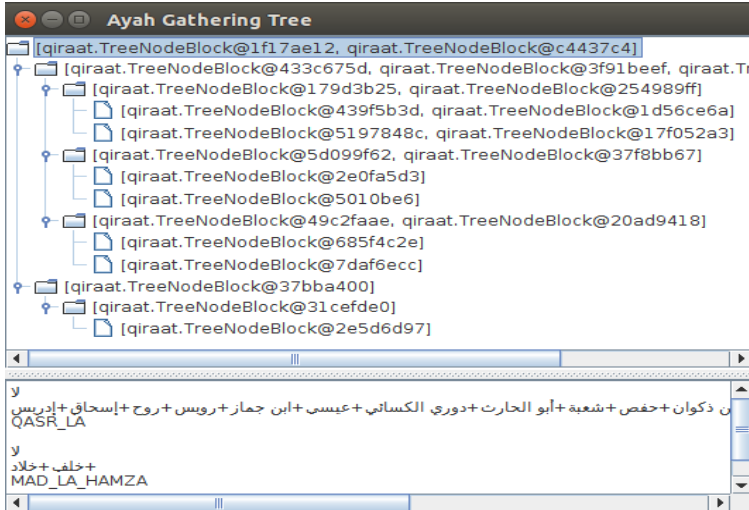 Ayah Gathering Tree
[qiraat.TreeNodeBlock@1f17ae12, qiraat.TreeNodeBlock@c4437c4]
[qiraat.TreeNodeBlock@433c675d, qiraat.TreeNodeBlock@3f91beef, qiraat.Tr
[qiraat.TreeNodeBlock@179d3b25, qiraat.TreeNodeBlock@254989ff]
[qiraat.TreeNodeBlock@439f5b3d, qiraat.TreeNodeBlock@1d56ce6a]
[qiraat.TreeNodeBlock@5197848c, qiraat.TreeNodeBlock@17f052a3]
[qiraat.TreeNodeBlock@5d099f62, qiraat.TreeNodeBlock@37f8bb67]
[qiraat.TreeNodeBlock@2e0fa5d3]
[qiraat.TreeNodeBlock@5010be6]
[qiraat.TreeNodeBlock@49c2faae, qiraat.TreeNodeBlock@20ad9418]
[qiraat.TreeNodeBlock@685f4c2e]
[qiraat.TreeNodeBlock@7daf6ecc]
[qiraat.TreeNodeBlock@37bba400]
[qiraat.TreeNodeBlock@31cefde0]
[qiraat.TreeNodeBlock@2e5d6d97]
لا
ن ذكوان+حفص+شعبة+أبو الحارث+دوري الكسائي+عيسى+ابن جماز+رويس+روح+إسحاق+إدريس
QASR_LA
لا
+خلف+خلاد
MAD_LA_HAMZA